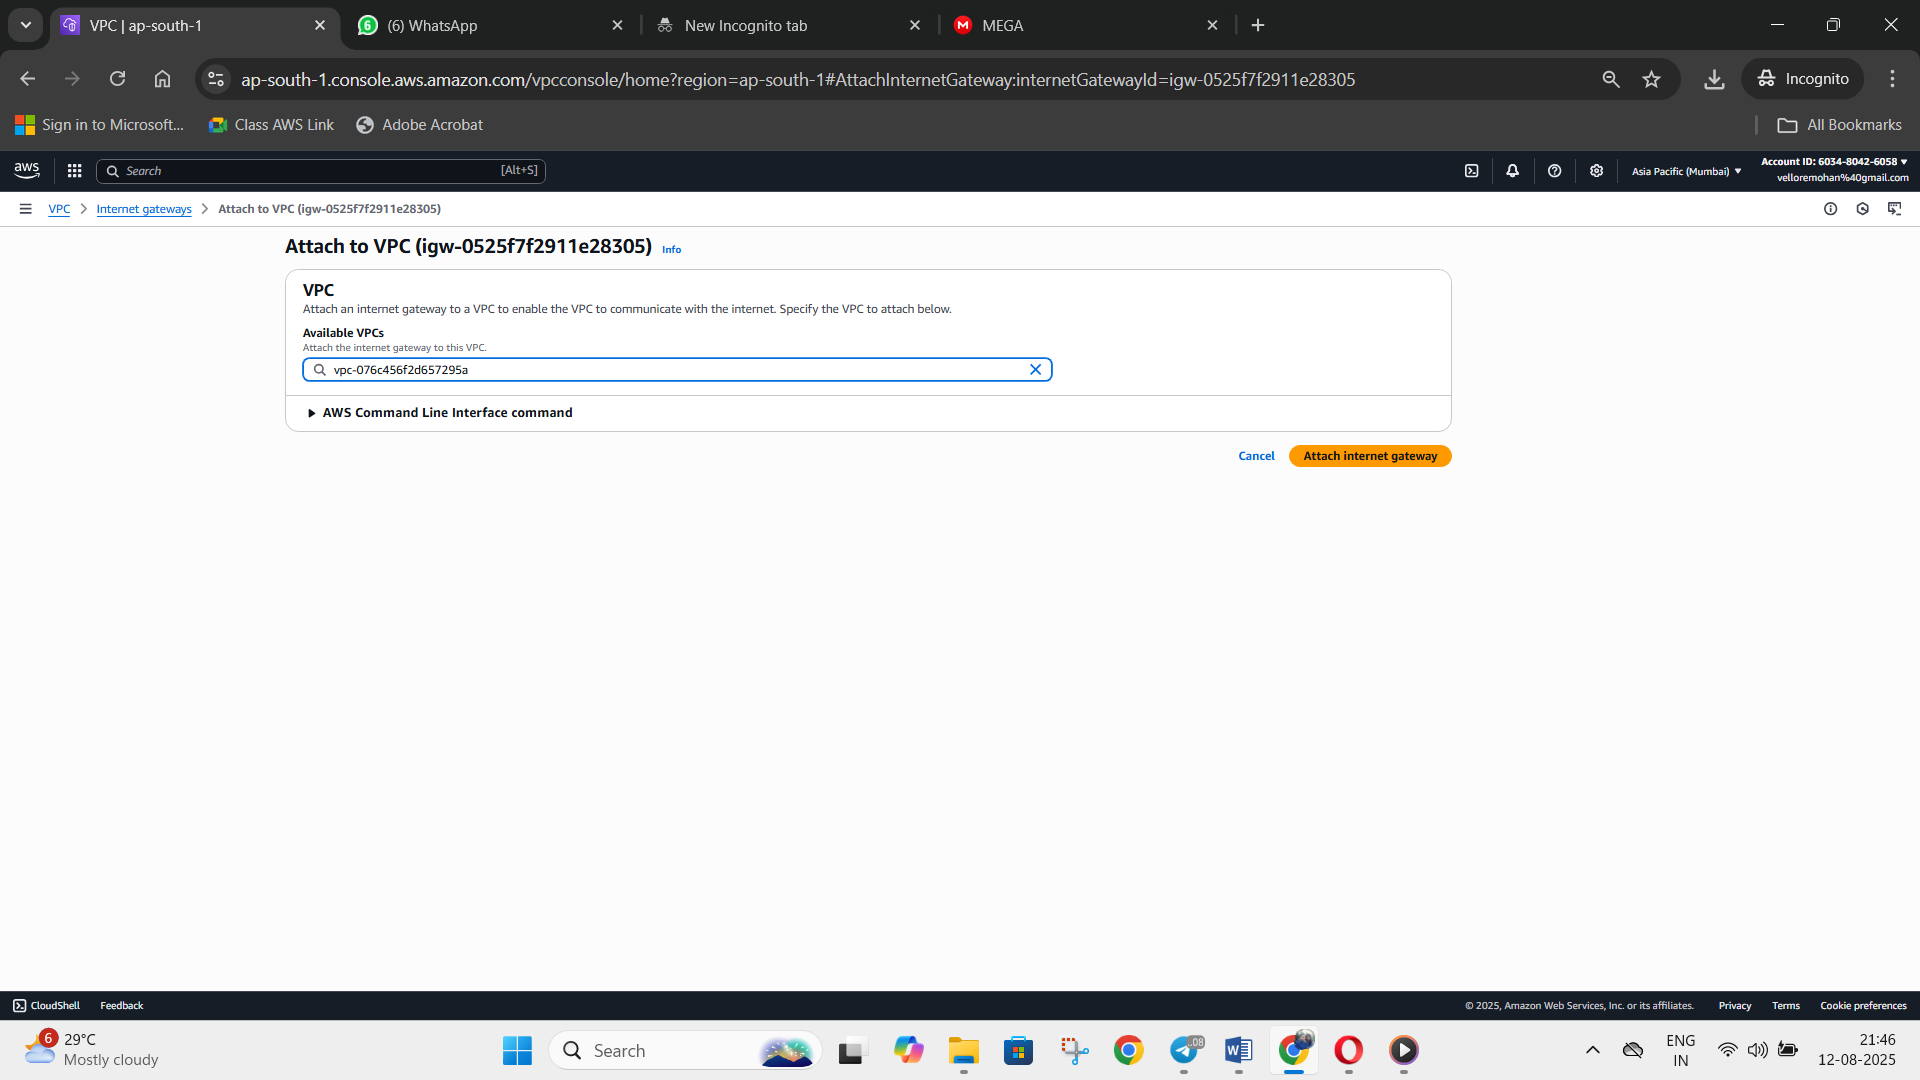 VPC | ap-south-1
6
(6) WhatsApp
New Incognito tab
M
MEGA
ap-south-1.console.aws.amazon.com/vpcconsole/home?region=ap-south-1#AttachInternetGateway:internetGatewayId=igw-0525f7f2911e28305
Incognito
Sign in to Microsoft...
Class AWS Link
Adobe Acrobat
All Bookmarks
aws
Search
[Alt+S]
Asia Pacific (Mumbai)
Account ID: 6034-8042-6058
velloremohan%40gmail.com
VPC
Internet gateways
Attach to VPC (igw-0525f7f2911e28305)
Attach to VPC (igw-0525f7f2911e28305)
Info
VPC
Attach an internet gateway to a VPC to enable the VPC to communicate with the internet. Specify the VPC to attach below.
Available VPCs
Attach the internet gateway to this VPC.
vpc-076c456f2d657295a
AWS Command Line Interface command
Cancel
Attach internet gateway
CloudShell
Feedback
© 2025, Amazon Web Services, Inc. or its affiliates.
Privacy
Terms
Cookie preferences
6
29°C
Mostly cloudy
Search
.08
W
ENG
IN
21:46
12-08-2025